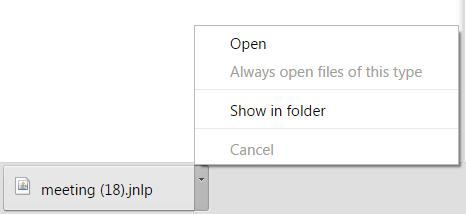 Open
Always open files of this type
Show in folder
Cancel
meeting (18).jnlp